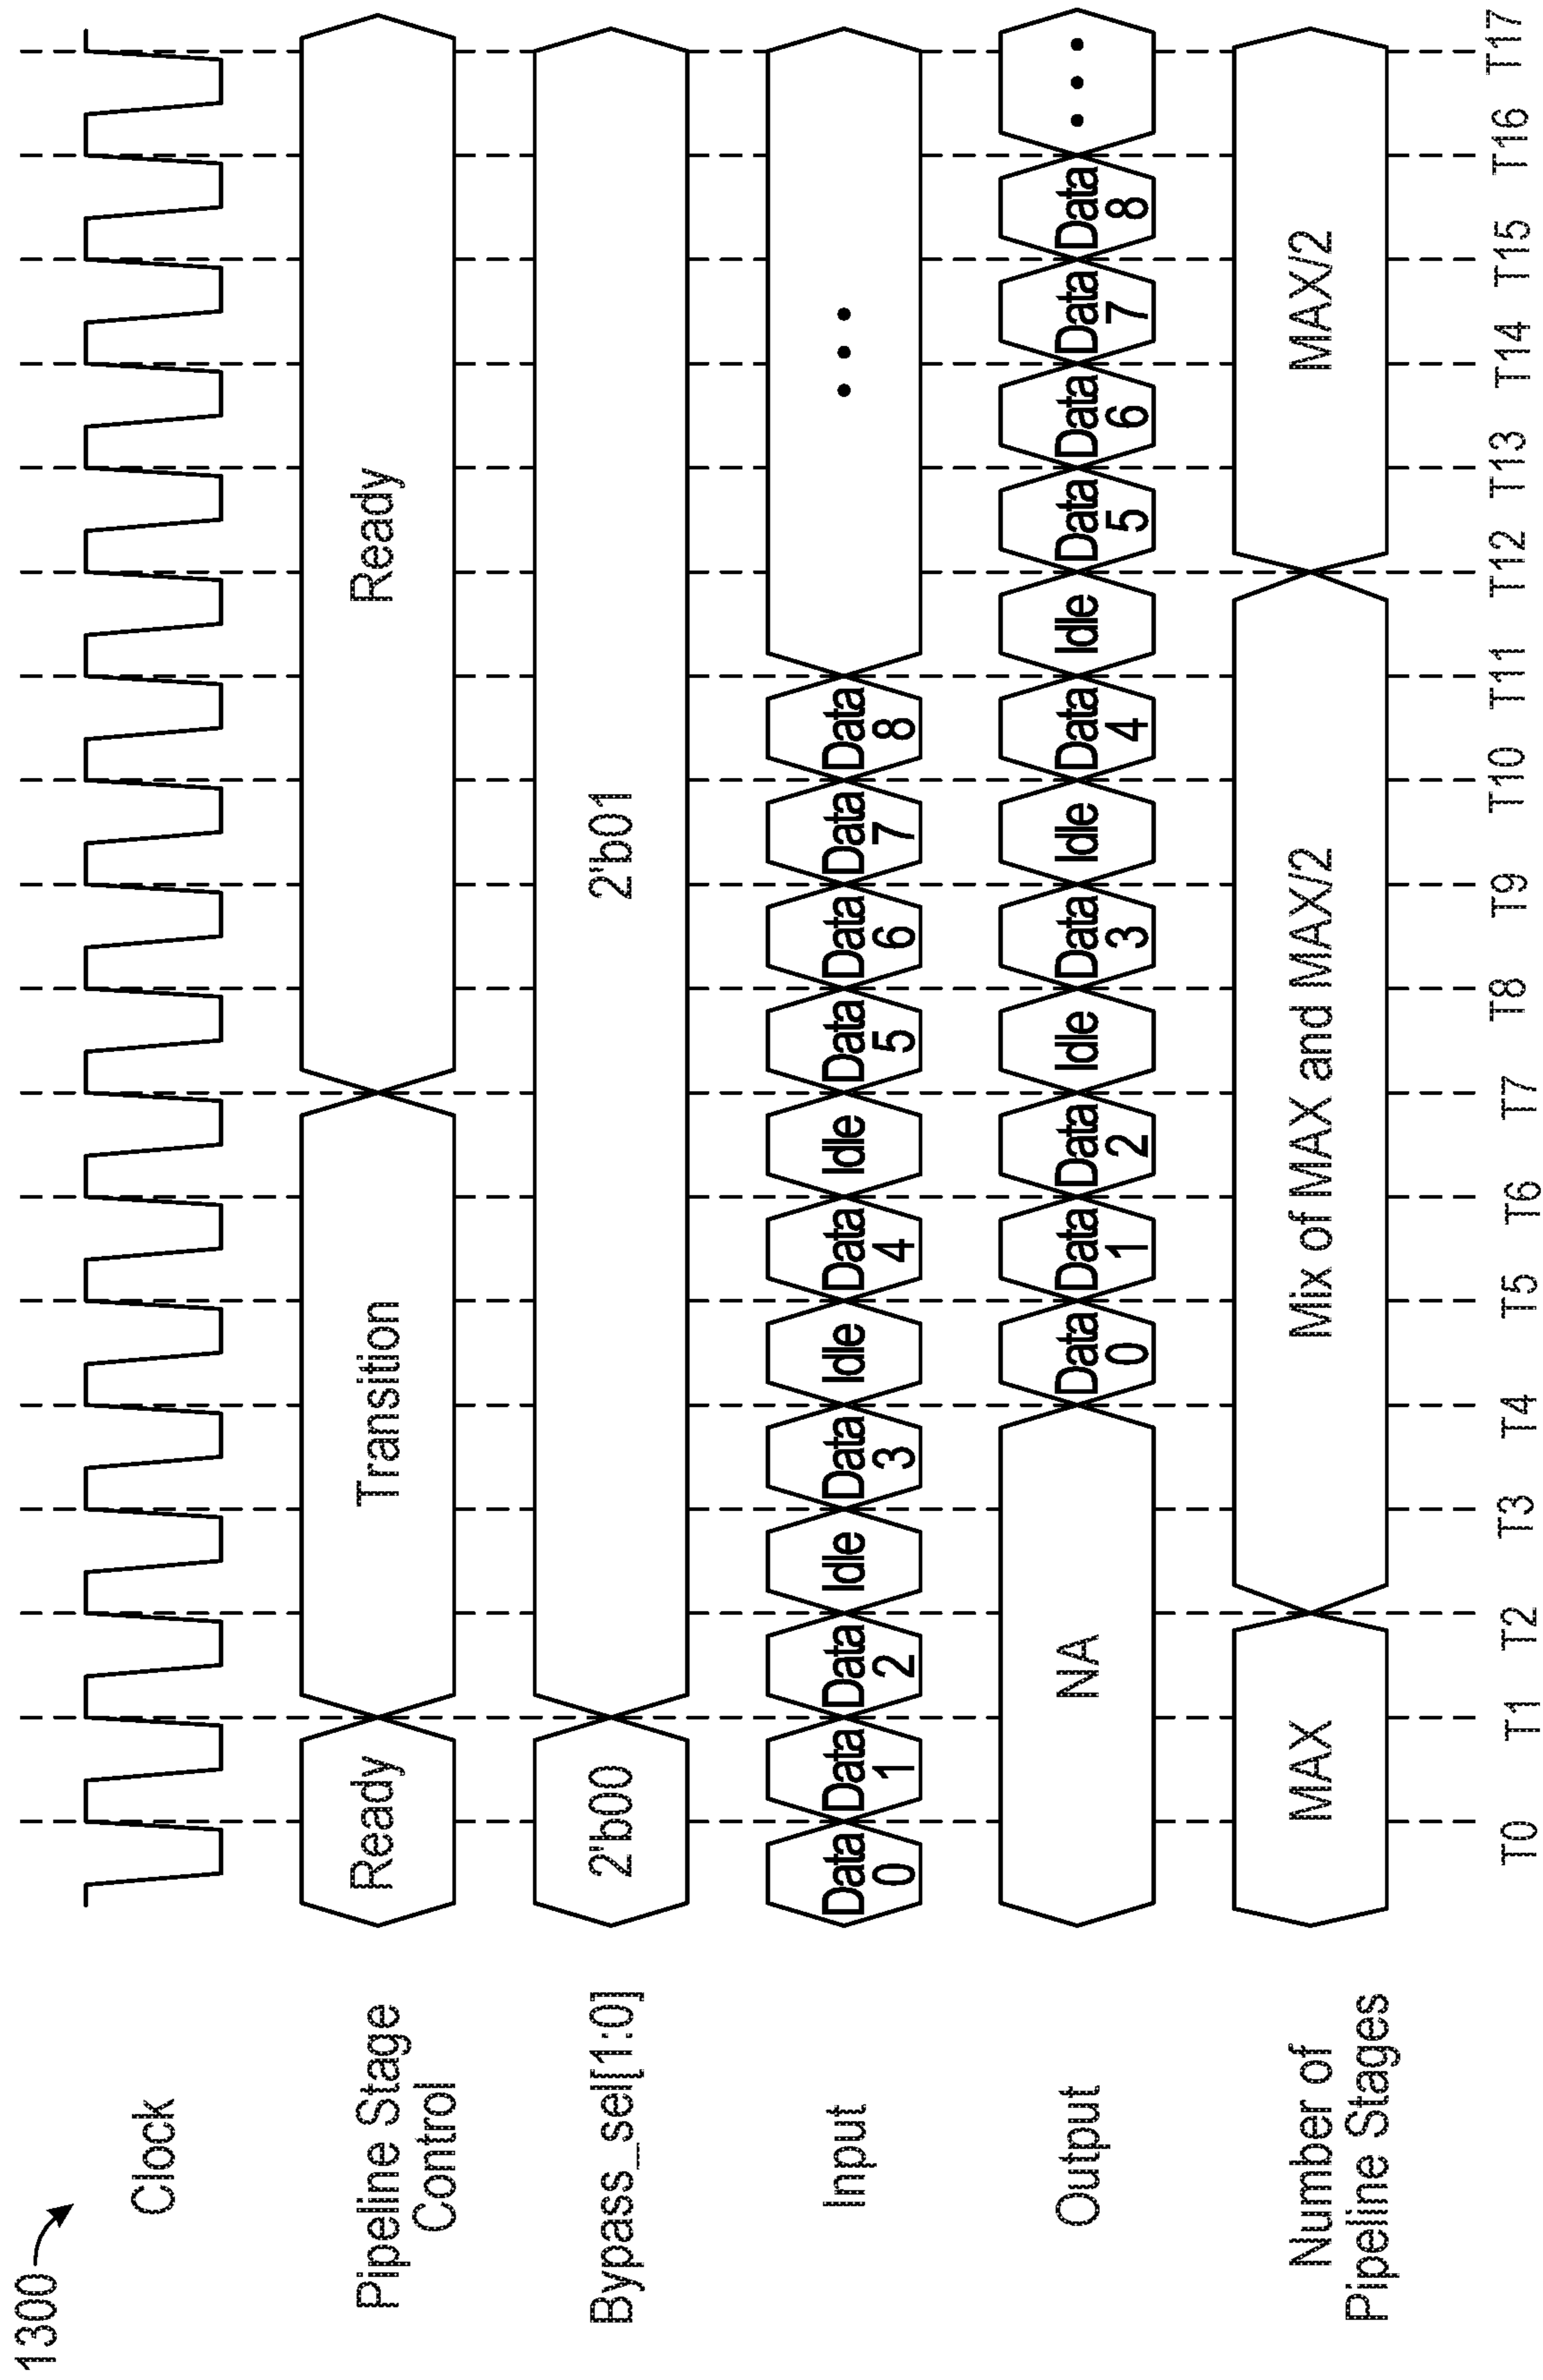 1300
Clock
Pipeline Stage
Control
Ready
Transition
Ready
Bypass_sel[1:0]
2'b00
2'b01
Input
Data
0
Data
1
Data
2
Idle
Data
3
Idle
Data
4
Idle
Data
5
Data
6
Data
7
Data
8
• • •
Output
NA
Data
0
Data
1
Data
2
Idle
Data
3
Idle
Data
4
Idle
Data
5
Data
6
Data
7
Data
8
• • •
Number of
Pipeline Stages
MAX
Mix of MAX and MAX/2
MAX/2
T0 T1 T2 T3 T4 T5 T6 T7 T8 T9 T10 T11 T12 T13 T14 T15 T16 T17